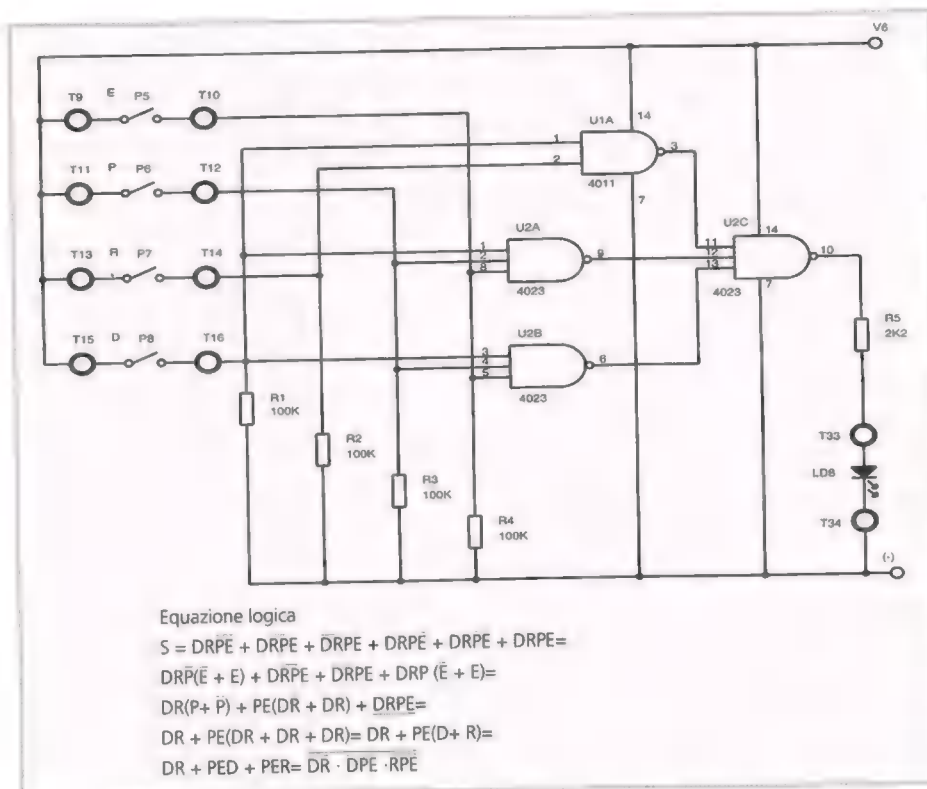 V6
T9 E P5 T10
U1A
14
1
2
3
4011
7
T11 P P6 T12
U2A
1
2
8
9
4023
U2C
14
11
12
13
10
4023
7
T13 R P7 T14
U2B
3
4
5
6
4023
T15 D P8 T16
R5
2K2
R1
100K
R2
100K
R3
100K
R4
100K
T33
LD8
T34
(-)
Equazione logica
S = DRP̅E̅ + DR̅PE + D̅RPE + DRPE̅ + DRP̅E + DRPE=
DRP̅(E̅ + E) + DR̅PE + D̅RPE + DRP (E̅ + E)=
DR(P+ P̅) + PE(DR + DR) + DRPE=
DR + PE(DR + DR + DR)= DR + PE(D+ R)=
DR + PED + PER= DR · DPE ·RPE